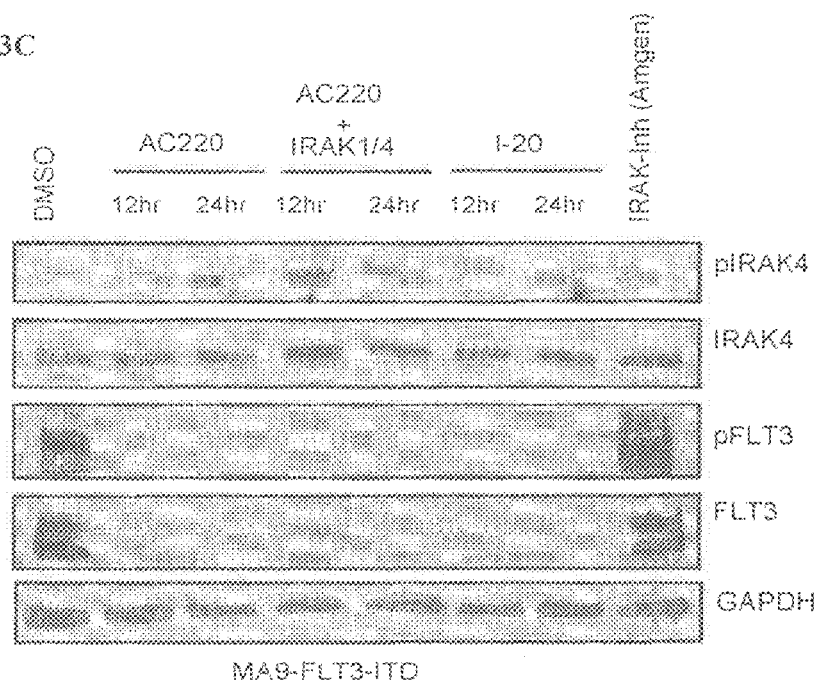 3C
DMSO
AC220
AC220
+
IRAK1/4
I-20
IRAK-Inh (Amgen)
12hr 24hr 12hr 24hr 12hr 24hr
pIRAK4
IRAK4
pFLT3
FLT3
GAPDH
MA9-FLT3-ITD